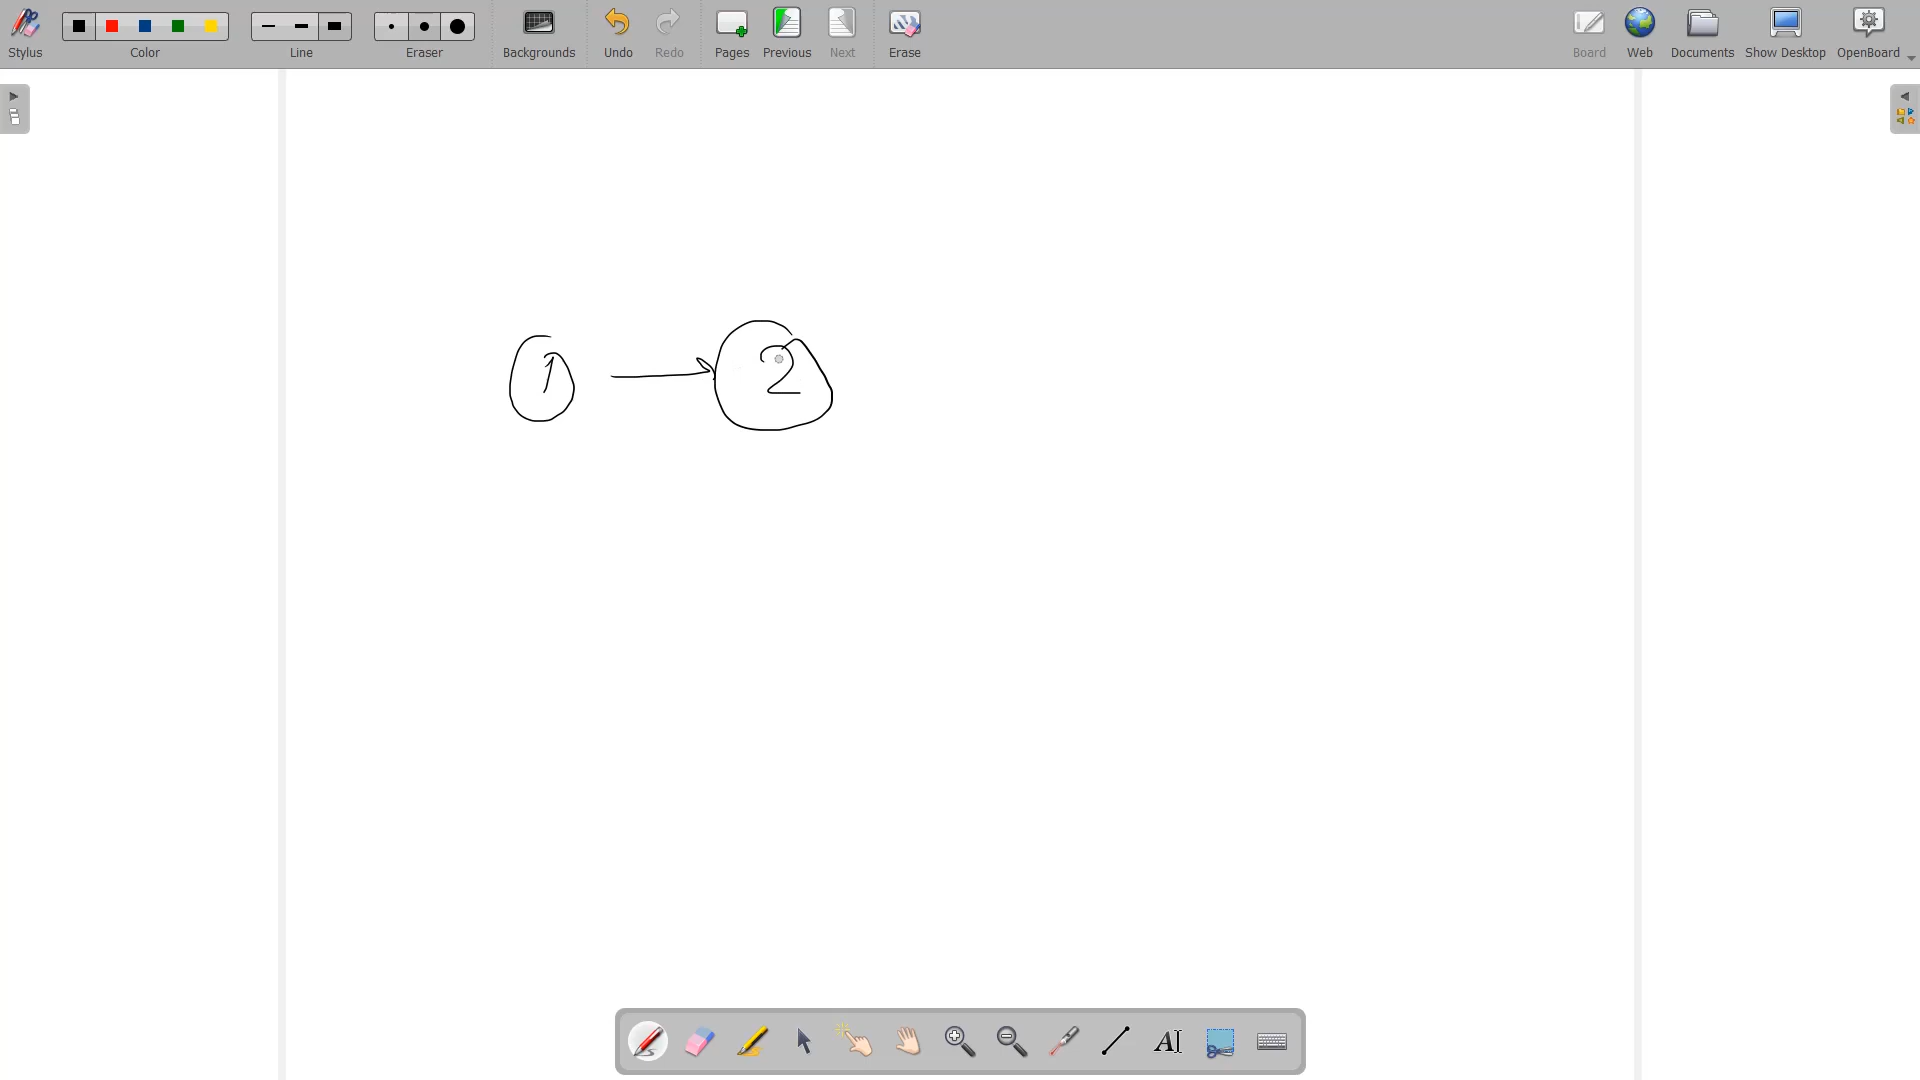 Stylus Color Line Eraser Backgrounds Undo Redo Pages Previous Next Erase Board Web Documents Show Desktop OpenBoard
1 2
A